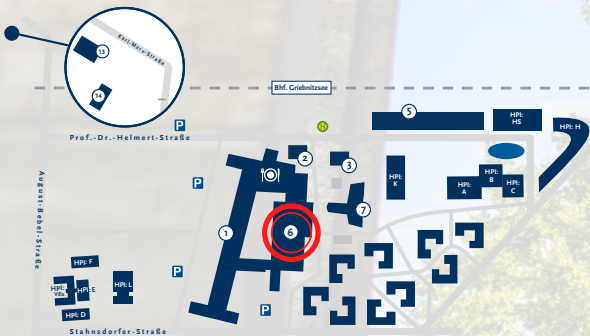 Karl-Marx-Straße
13
14
Bhf. Griebnitzsee
P
H
5
HPI:
HS
HPI: H
Prof.-Dr.-Helmert-Straße
2
3
HPI:
K
HPI:
B
HPI:
A
HPI:
C
P
August-Bebel-Straße
7
1
6
HPI: F
P
HPI:
Villa
HPI: E
HPI: L
HPI: D
P
Stahnsdorfer-Straße